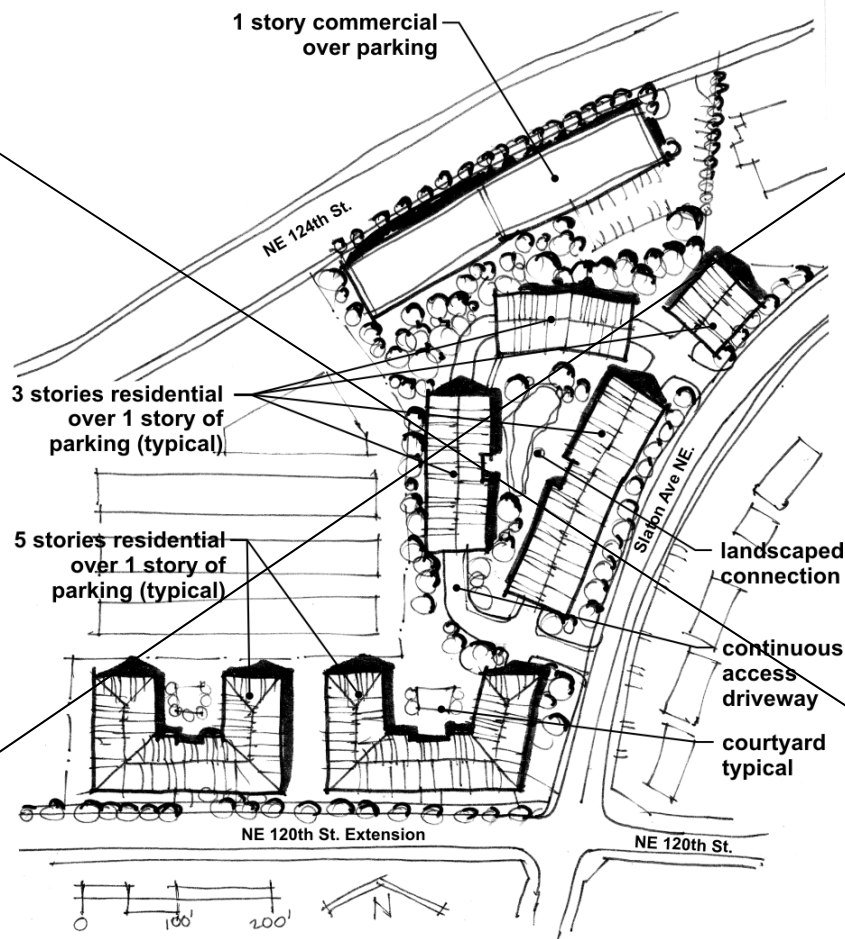 1 story commercial
over parking
NE 124th St.
3 stories residential
over 1 story of
parking (typical)
Slaton Ave NE.
5 stories residential
over 1 story of
parking (typical)
landscaped
connection
continuous
access
driveway
courtyard
typical
NE 120th St. Extension
NE 120th St.
0 100' 200'
N